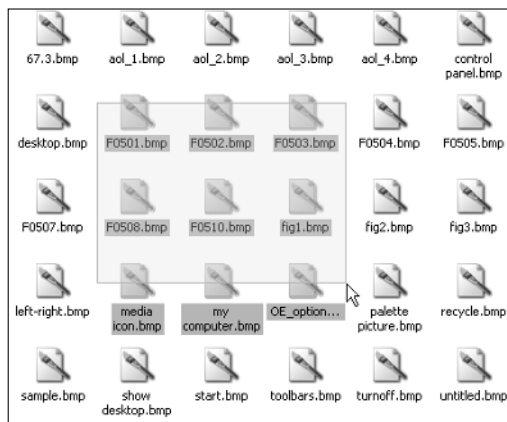 67.3.bmp aol_1.bmp aol_2.bmp aol_3.bmp aol_4.bmp control
panel.bmp
desktop.bmp F0501.bmp F0502.bmp F0503.bmp F0504.bmp F0505.bmp
F0507.bmp F0508.bmp F0510.bmp fig1.bmp fig2.bmp fig3.bmp
left-right.bmp media my OE_option... palette recycle.bmp
icon.bmp computer.bmp picture.bmp
sample.bmp show start.bmp toolbars.bmp turnoff.bmp untitled.bmp
desktop.bmp